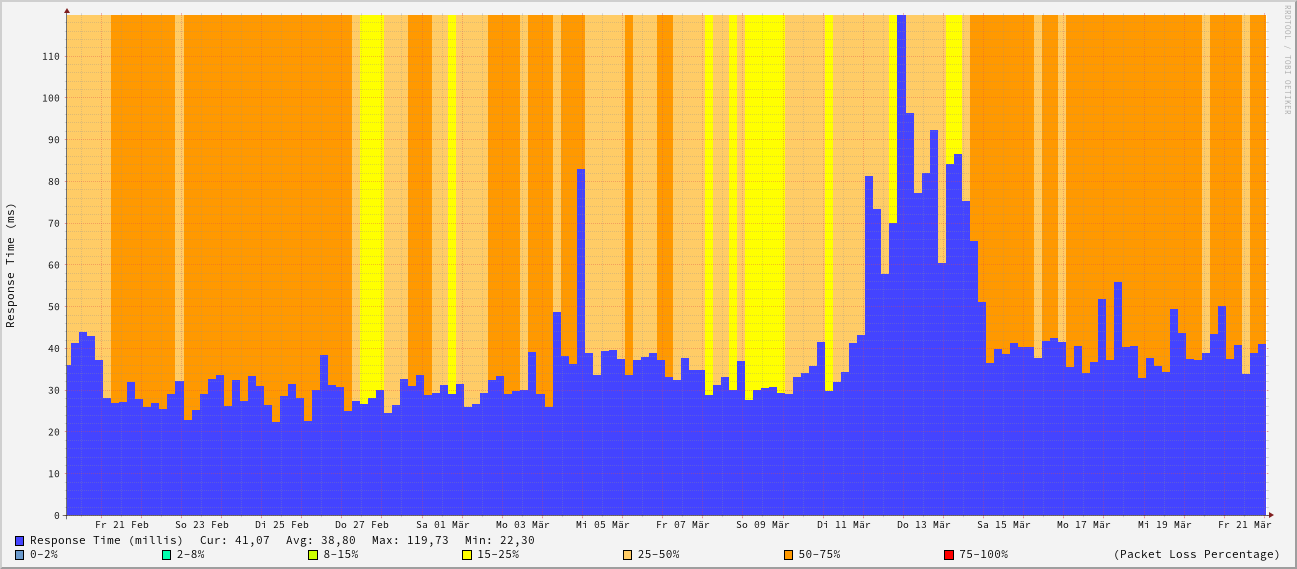 RRDTOOL / TOBI OETIKER
Response Time (ms)
110
100
90
80
70
60
50
40
30
20
10
0
Fr 21 Feb So 23 Feb Di 25 Feb Do 27 Feb Sa 01 Mär Mo 03 Mär Mi 05 Mär Fr 07 Mär So 09 Mär Di 11 Mär Do 13 Mär Sa 15 Mär Mo 17 Mär Mi 19 Mär Fr 21 Mär
Response Time (millis) Cur: 41,07 Avg: 38,80 Max: 119,73 Min: 22,30
0-2% 2-8% 8-15% 15-25% 25-50% 50-75% 75-100% (Packet Loss Percentage)